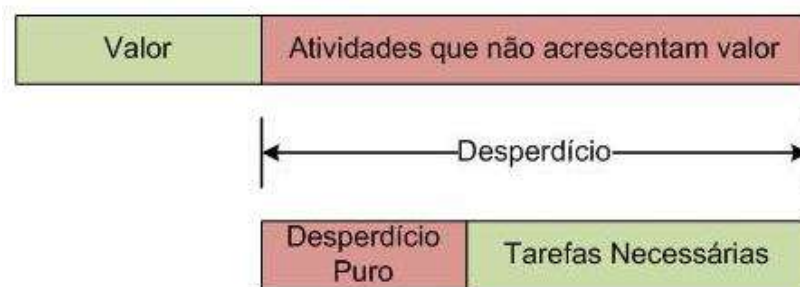 Valor Atividades que não acrescentam valor
Desperdício
Desperdício
Puro
Tarefas Necessárias